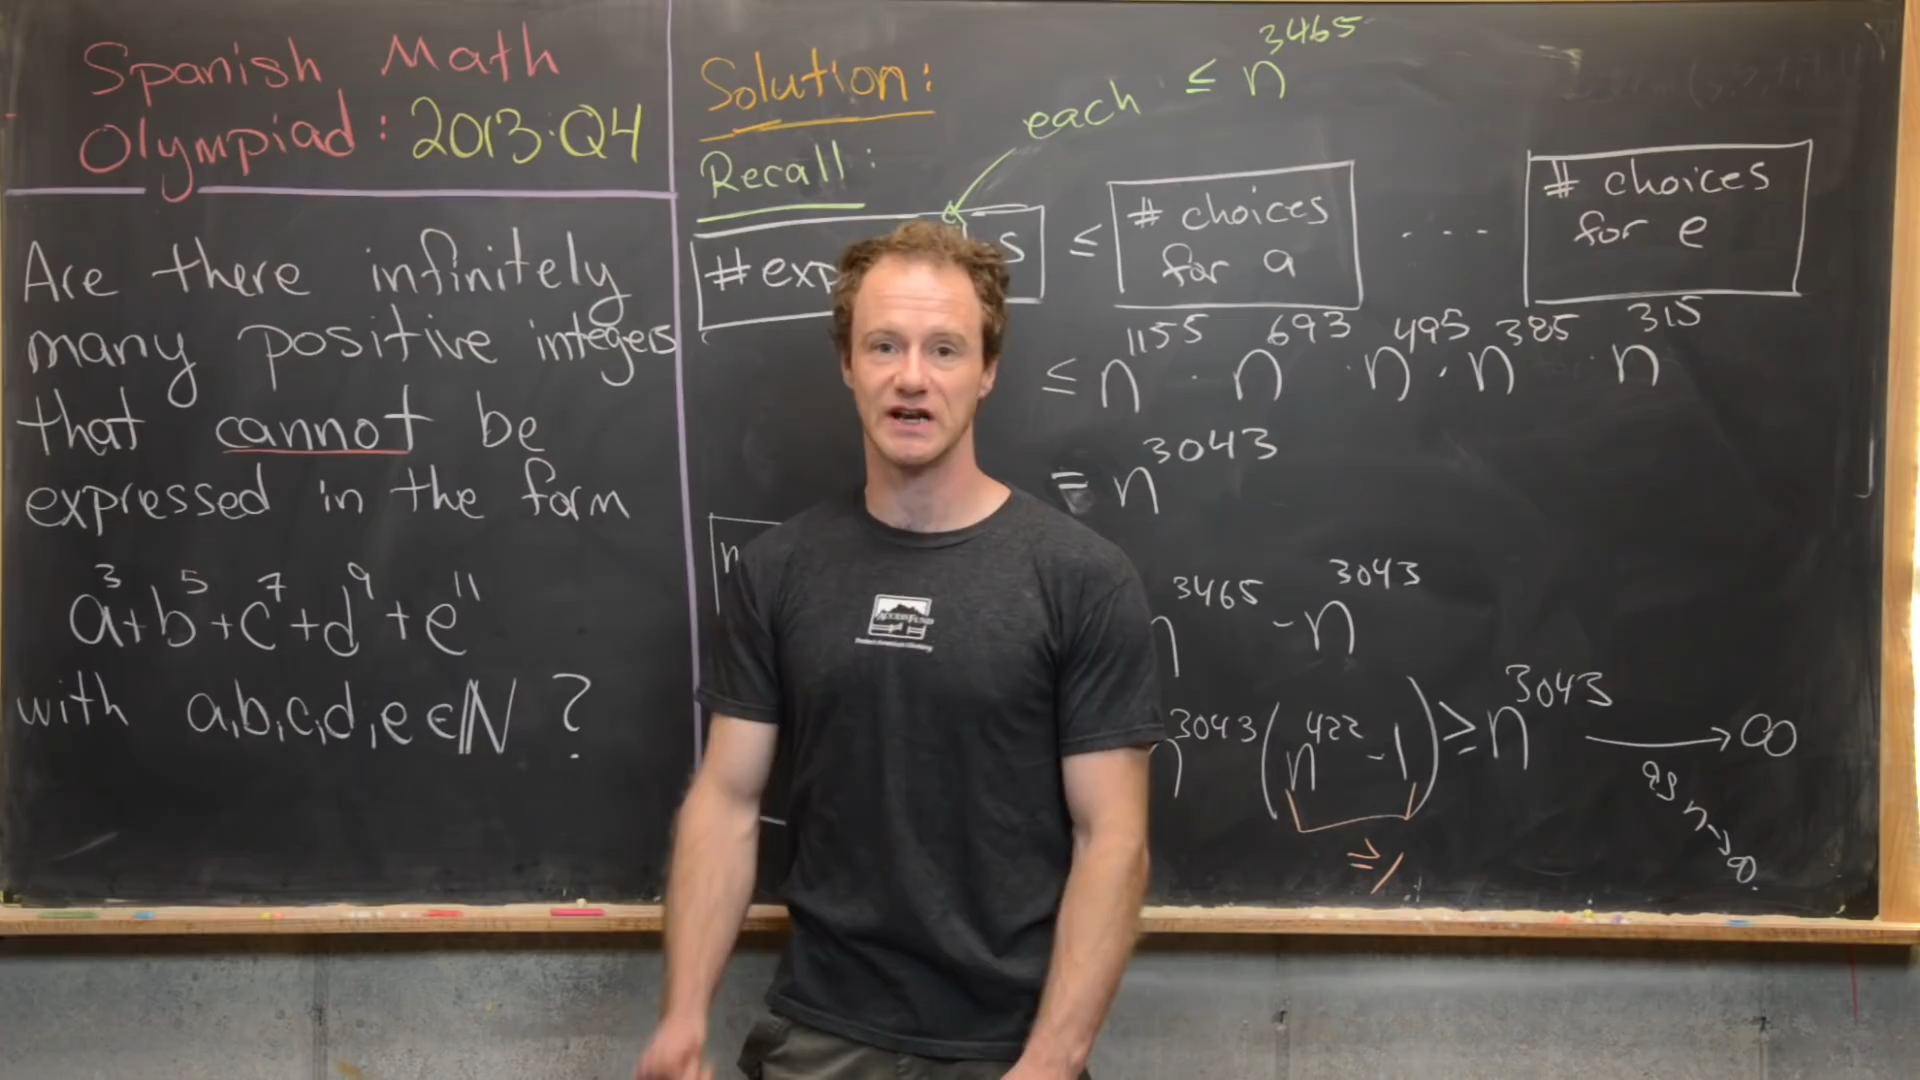 Spanish Math
Olympiad: 2013:Q4
Are there infinitely
many positive integers
that cannot be
expressed in the form
a³+b⁵+c⁷+d⁹+e¹¹
with a,b,c,d,e∈ℕ ?
Solution:
Recall:
each ≤ n³⁴⁶⁵
≤ # choices for a .... # choices for e
≤ n¹¹⁵⁵ · n⁶⁹³ · n⁴⁹⁵ · n³⁸⁵ · n³¹⁵
= n³⁰⁴³
n³⁴⁶⁵ - n³⁰⁴³
n³⁰⁴³(n⁴²² - 1) ≥ n³⁰⁴³ → ∞
as n→∞
≥1